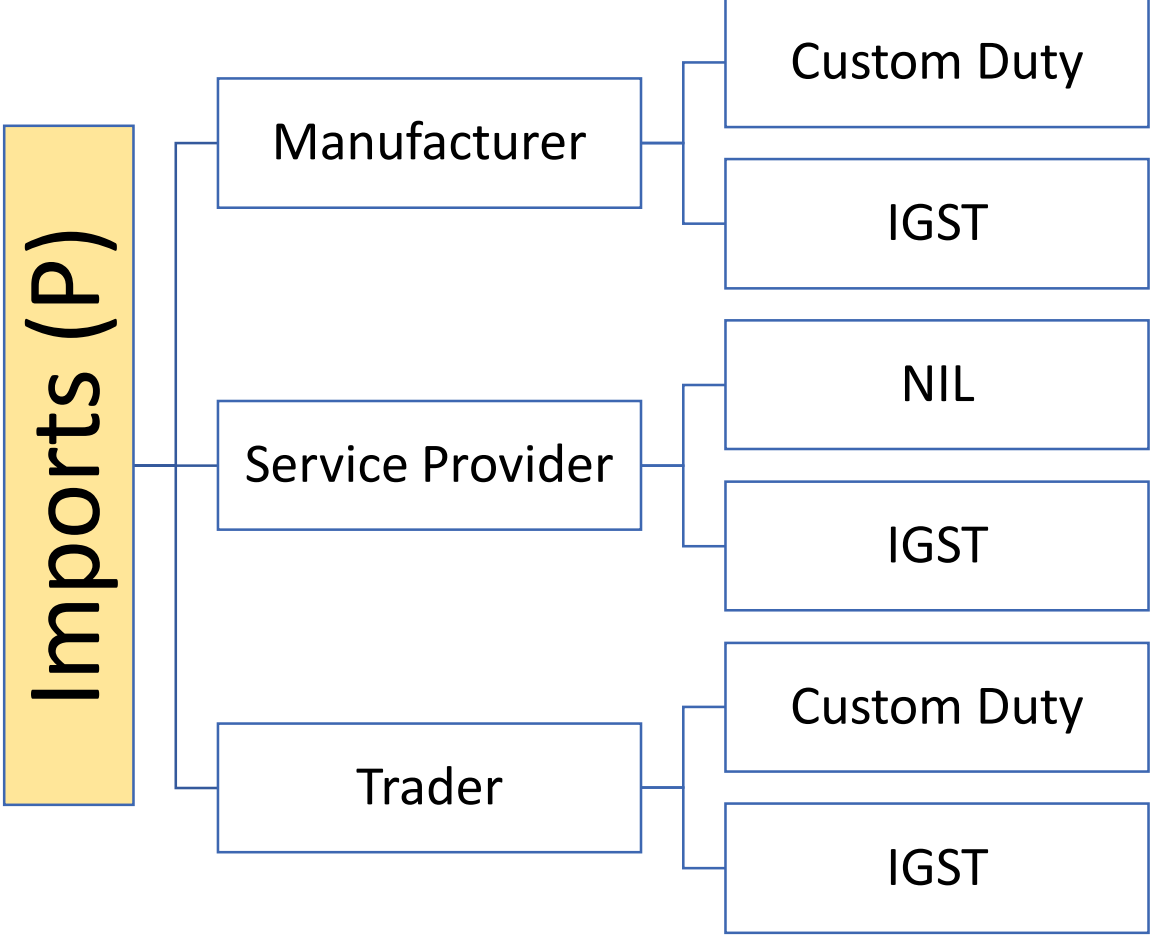 Imports (P)
Manufacturer
Custom Duty
IGST
Service Provider
NIL
IGST
Trader
Custom Duty
IGST